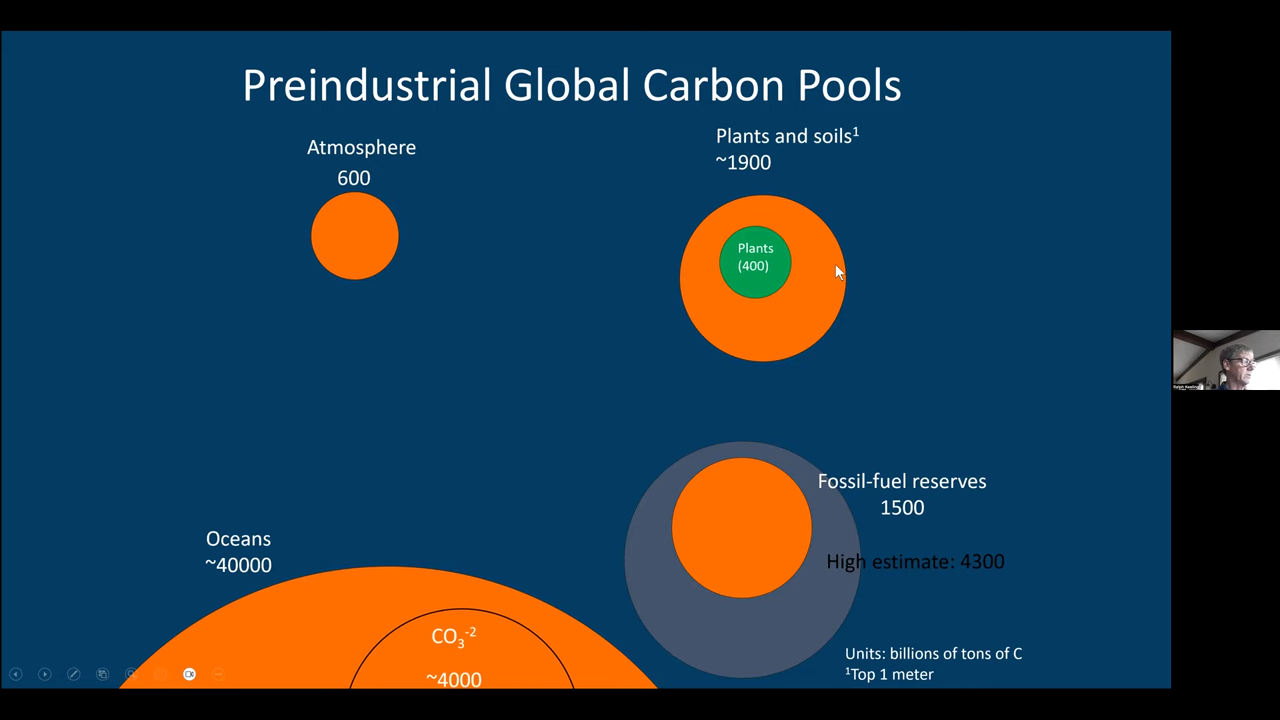 Preindustrial Global Carbon Pools
Atmosphere
600
Plants and soils¹
~1900
Plants
(400)
Fossil-fuel reserves
1500
High estimate: 4300
Oceans
~40000
CO₃⁻²
~4000
Units: billions of tons of C
¹Top 1 meter